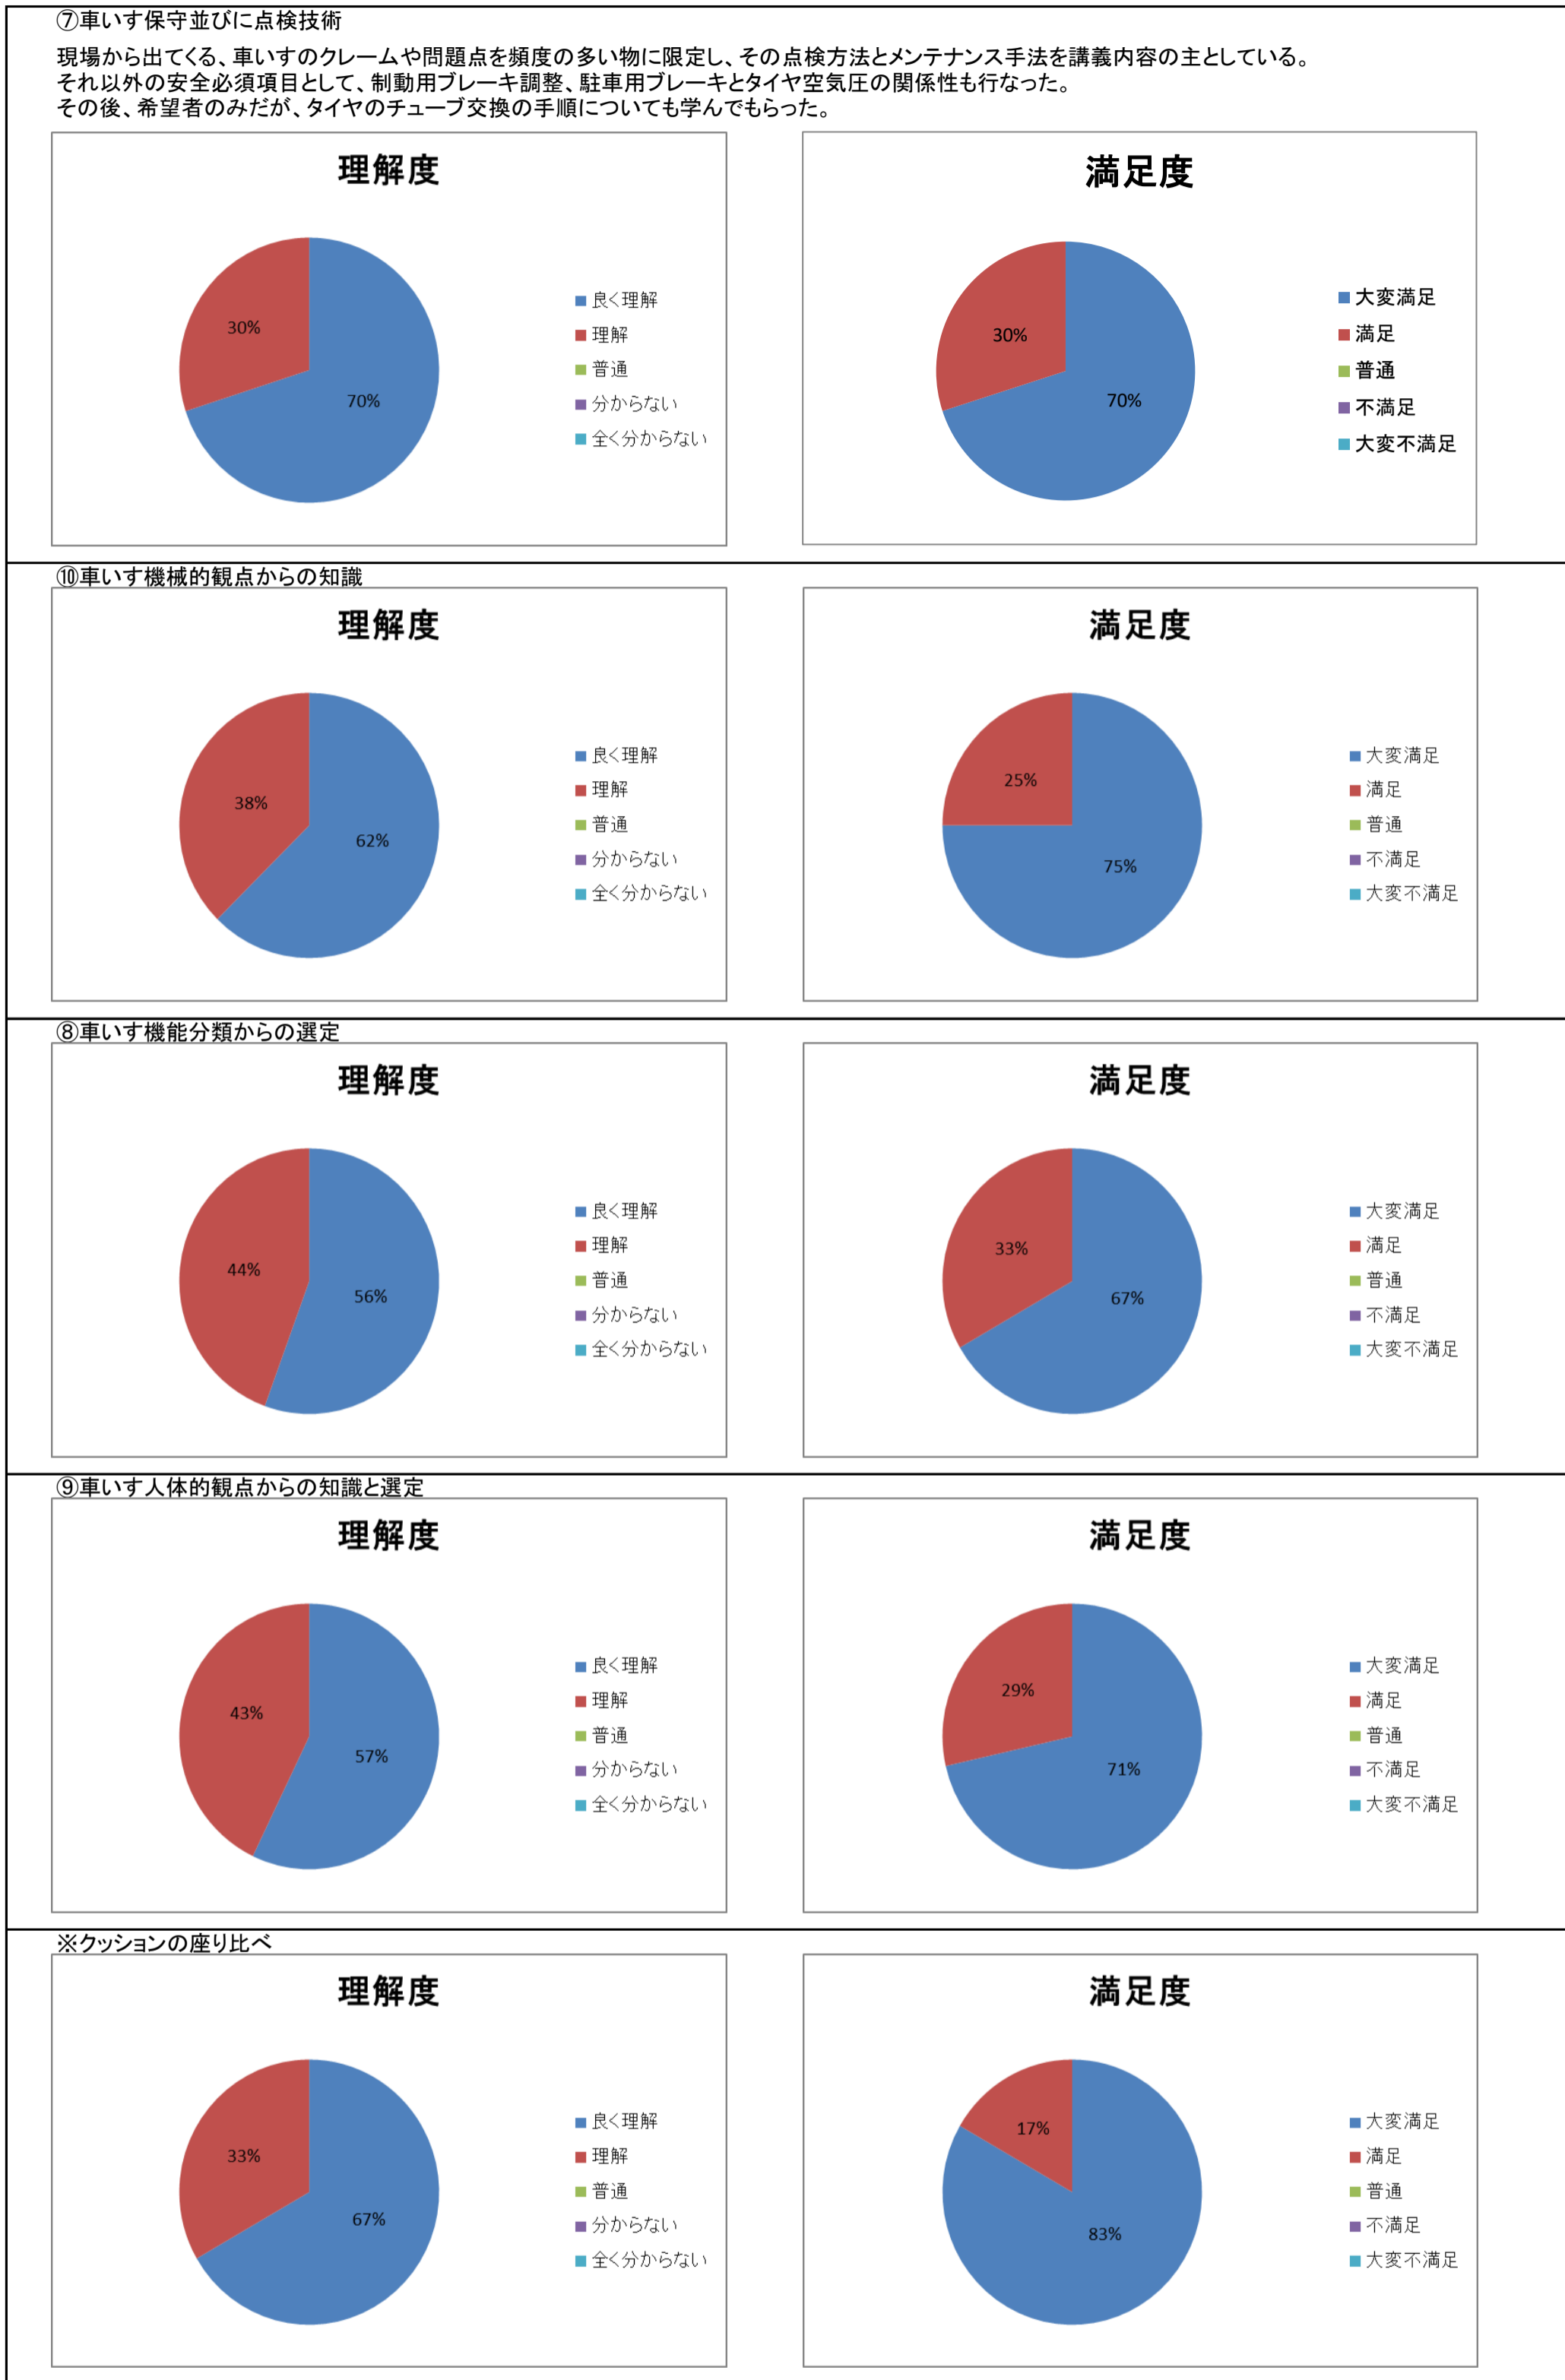 ⑦車いす保守並びに点検技術
現場から出てくる、車いすのクレームや問題点を頻度の多い物に限定し、その点検方法とメンテナンス手法を講義内容の主としている。
それ以外の安全必須項目として、制動用ブレーキ調整、駐車用ブレーキとタイヤ空気圧の関係性も行なった。
その後、希望者のみだが、タイヤのチューブ交換の手順についても学んでもらった。
理解度
30%
70%
良く理解
理解
普通
分からない
全く分からない
満足度
30%
70%
大変満足
満足
普通
不満足
大変不満足
⑩車いす機械的観点からの知識
理解度
38%
62%
良く理解
理解
普通
分からない
全く分からない
満足度
25%
75%
大変満足
満足
普通
不満足
大変不満足
⑧車いす機能分類からの選定
理解度
44%
56%
良く理解
理解
普通
分からない
全く分からない
満足度
33%
67%
大変満足
満足
普通
不満足
大変不満足
⑨車いす人体的観点からの知識と選定
理解度
43%
57%
良く理解
理解
普通
分からない
全く分からない
満足度
29%
71%
大変満足
満足
普通
不満足
大変不満足
※クッションの座り比べ
理解度
33%
67%
良く理解
理解
普通
分からない
全く分からない
満足度
17%
83%
大変満足
満足
普通
不満足
大変不満足